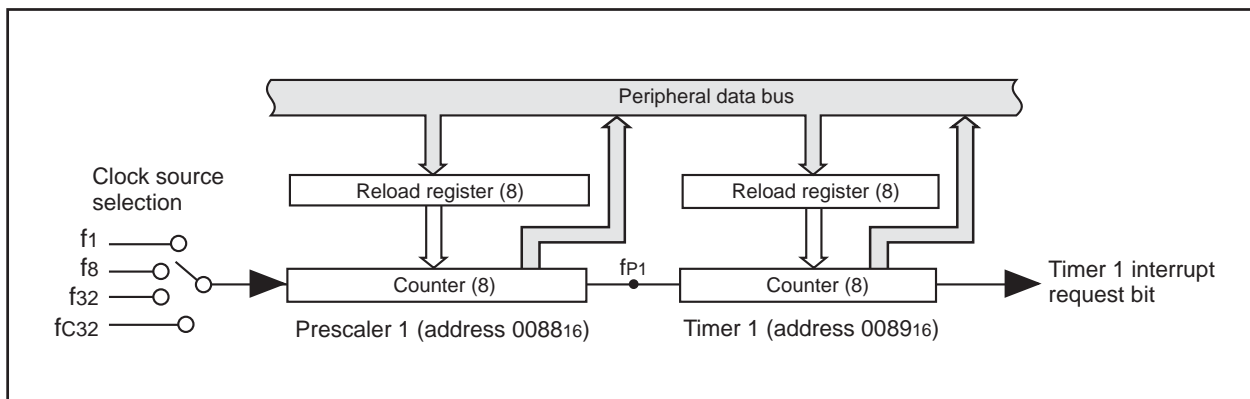 Peripheral data bus
Clock source
selection
Reload register (8)
Reload register (8)
f1
f8
f32
fC32
Counter (8)
fP1
Counter (8)
Timer 1 interrupt
request bit
Prescaler 1 (address 008816)
Timer 1 (address 008916)